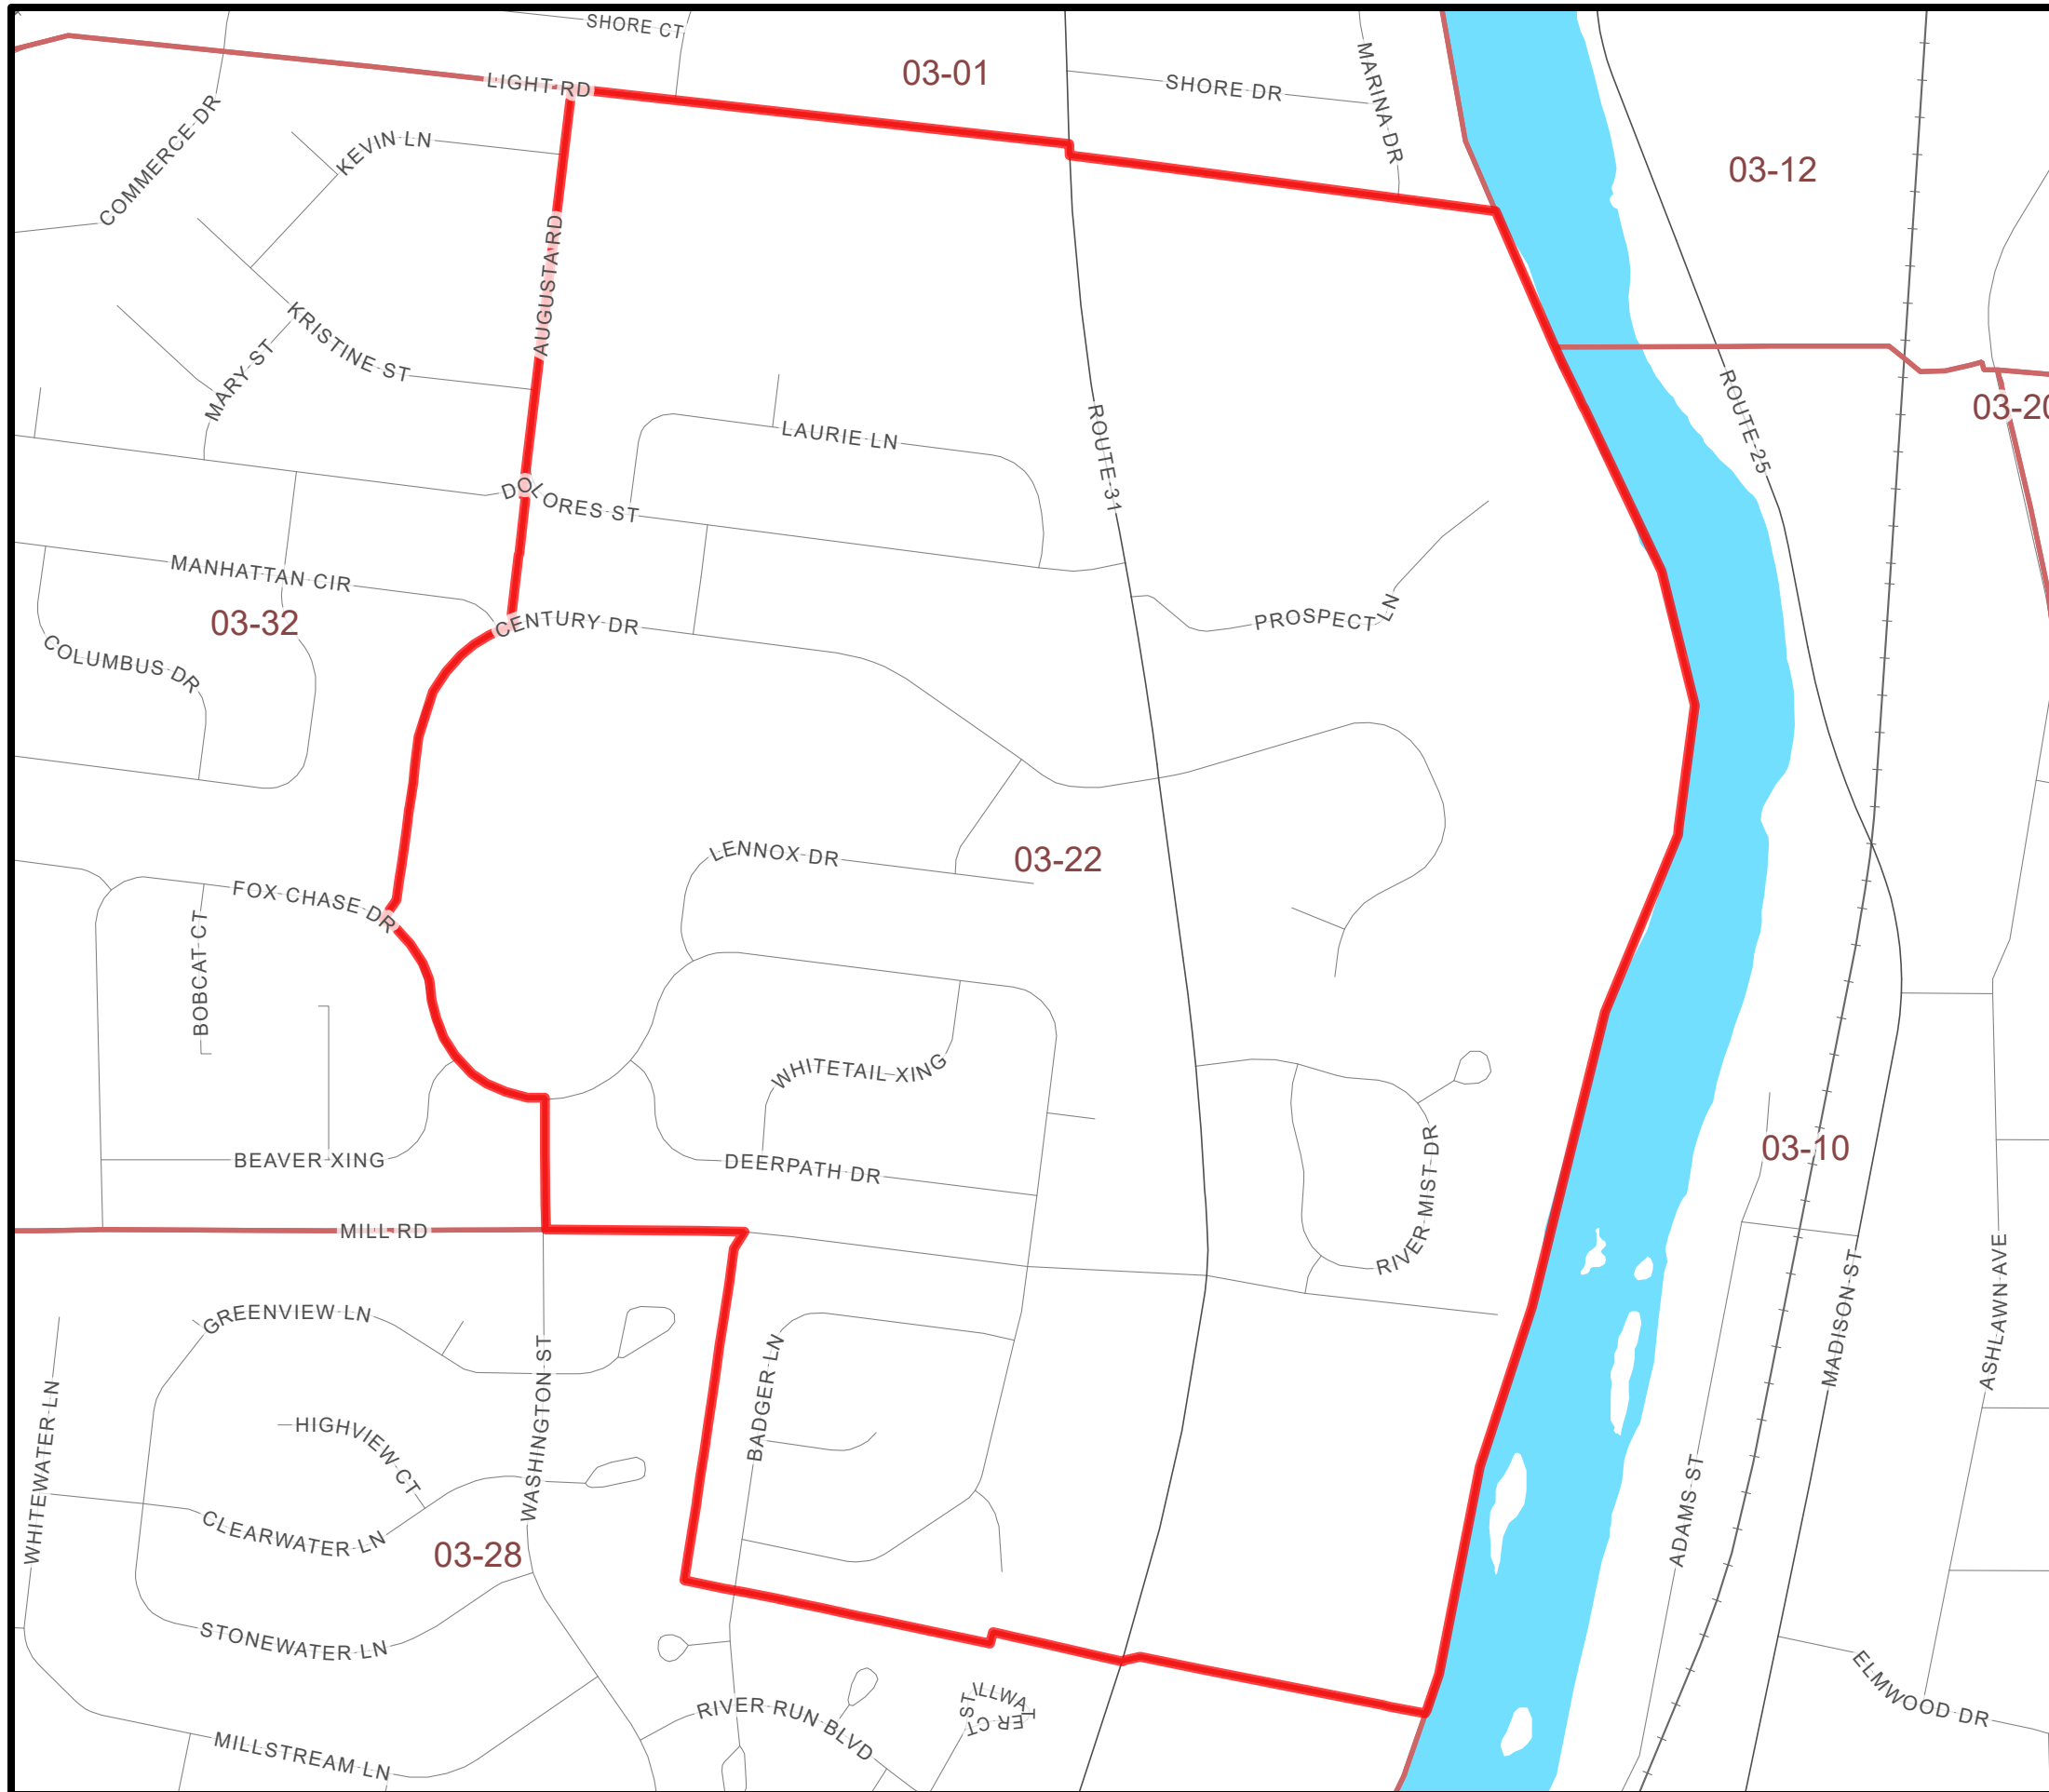 SHORE CT
LIGHT RD
03-01
SHORE DR
MARINA DR
COMMERCE DR
KEVIN LN
03-12
AUGUSTA RD
KRISTINE ST
MARY ST
ROUTE 25
03-20
LAURIE LN
ROUTE 31
DOLORES ST
MANHATTAN CIR
03-32
CENTURY DR
PROSPECT LN
COLUMBUS DR
LENNOX DR
03-22
FOX CHASE DR
BOBCAT CT
WHITETAIL XING
BEAVER XING
DEERPATH DR
RIVER MIST DR
03-10
MILL RD
GREENVIEW LN
WASHINGTON ST
BADGER LN
MADISON ST
ASHLAWN AVE
WHITEWATER LN
HIGHVIEW CT
CLEARWATER LN
03-28
ADAMS ST
STONEWATER LN
ELMWOOD DR
RIVER RUN BLVD
STILLWATER CT
MILLSTREAM LN